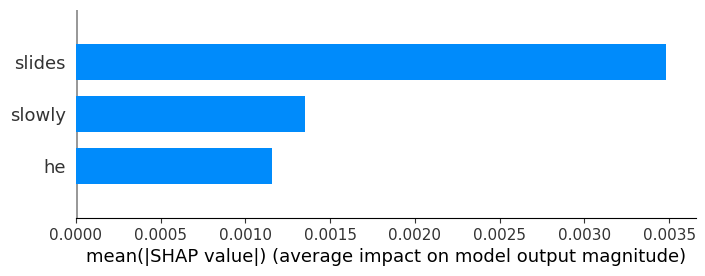 slides
slowly
he
0.0000 0.0005 0.0010 0.0015 0.0020 0.0025 0.0030 0.0035
mean(|SHAP value|) (average impact on model output magnitude)